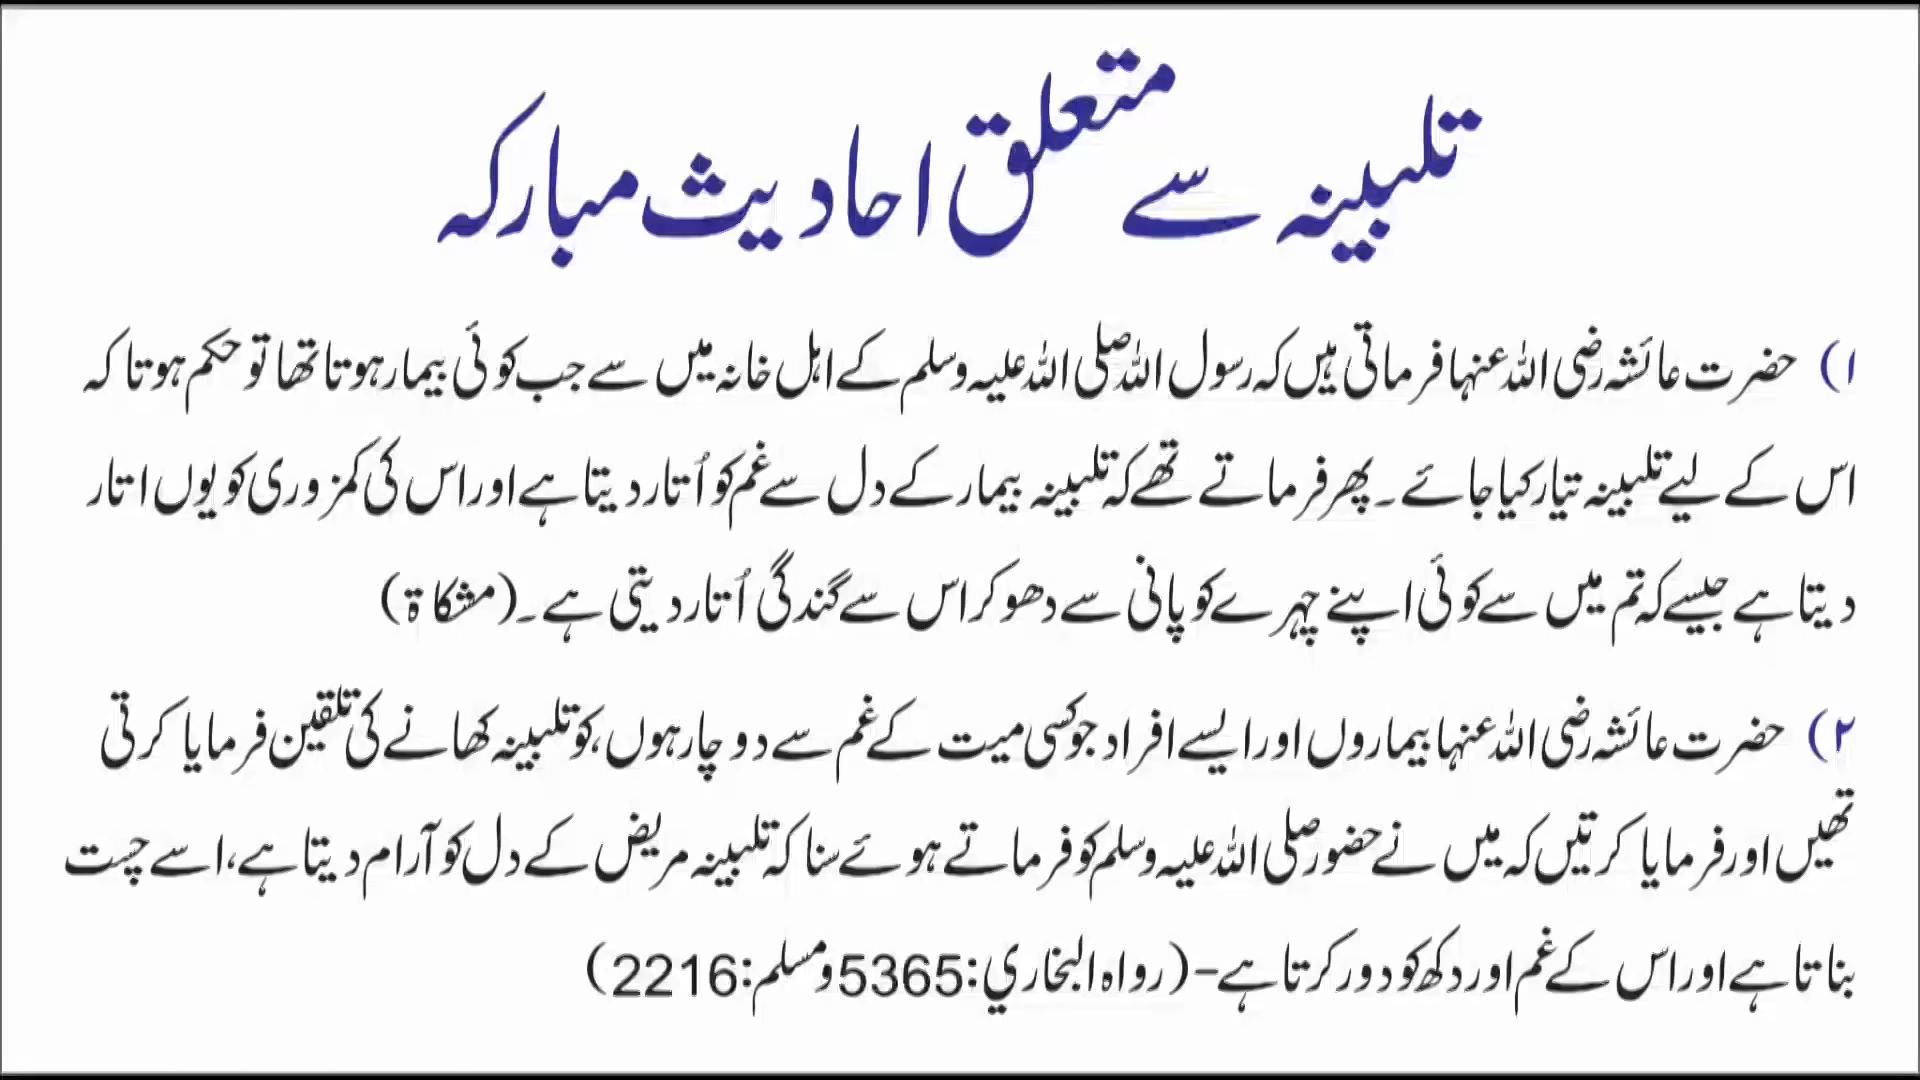 تلبینہ سے متعلق احادیث مبارکہ
۱) حضرت عائشہ رضی اللہ عنہا فرماتی ہیں کہ رسول اللہ صلی اللہ علیہ وسلم کے اہل خانہ میں سے جب کوئی بیمار ہوتا تھا تو حکم ہوتا کہ
اس کے لیے تلبینہ تیار کیا جائے۔ پھر فرماتے تھے کہ تلبینہ بیمار کے دل سے غم کو اُتار دیتا ہے اور اس کی کمزوری کو یوں اتار
دیتا ہے جیسے کہ تم میں سے کوئی اپنے چہرے کو پانی سے دھو کر اس سے گندگی اُتار دیتی ہے۔ (مشکاۃ)
۲) حضرت عائشہ رضی اللہ عنہا بیماروں اور ایسے افراد جو کسی میت کے غم سے دو چار ہوں، کو تلبینہ کھانے کی تلقین فرمایا کرتی
تھیں اور فرمایا کرتیں کہ میں نے حضور صلی اللہ علیہ وسلم کو فرماتے ہوئے سنا کہ تلبینہ مریض کے دل کو آرام دیتا ہے، اسے چست
بناتا ہے اور اس کے غم اور دکھ کو دور کرتا ہے- (رواہ البخاري:5365 و مسلم:2216)